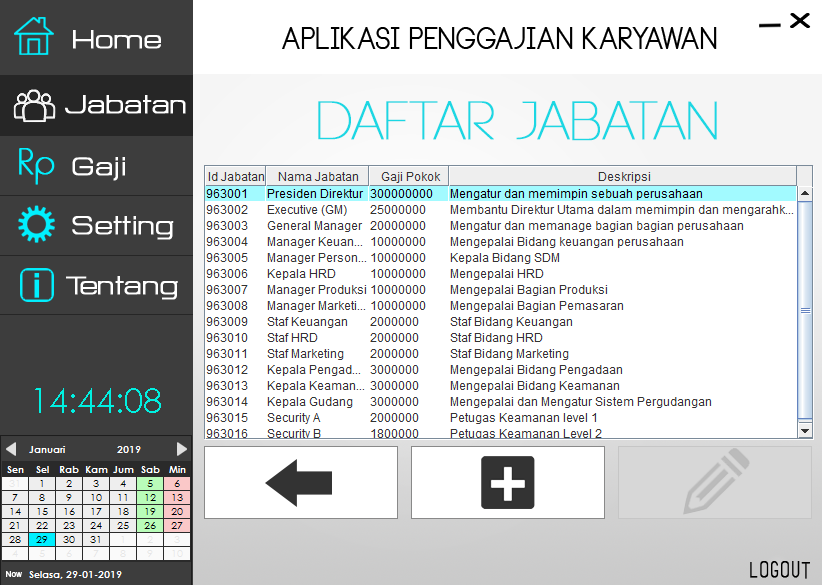 Home
Jabatan
Rp Gaji
Setting
Tentang
14:44:08
Januari 2019
Sen Sel Rab Kam Jum Sab Min
31 1 2 3 4 5 6
7 8 9 10 11 12 13
14 15 16 17 18 19 20
21 22 23 24 25 26 27
28 29 30 31 1 2 3
4 5 6 7 8 9 10
Now Selasa, 29-01-2019
APLIKASI PENGGAJIAN KARYAWAN
DAFTAR JABATAN
Id Jabatan Nama Jabatan Gaji Pokok Deskripsi
963001 Presiden Direktur 300000000 Mengatur dan memimpin sebuah perusahaan
963002 Executive (GM) 25000000 Membantu Direktur Utama dalam memimpin dan mengarahk...
963003 General Manager 20000000 Mengatur dan memanage bagian bagian perusahaan
963004 Manager Keuan... 10000000 Mengepalai Bidang keuangan perusahaan
963005 Manager Person... 10000000 Kepala Bidang SDM
963006 Kepala HRD 10000000 Mengepalai HRD
963007 Manager Produksi 10000000 Mengepalai Bagian Produksi
963008 Manager Marketi... 10000000 Mengepalai Bagian Pemasaran
963009 Staf Keuangan 2000000 Staf Bidang Keuangan
963010 Staf HRD 2000000 Staf Bidang HRD
963011 Staf Marketing 2000000 Staf Bidang Marketing
963012 Kepala Pengad... 3000000 Mengepalai Bidang Pengadaan
963013 Kepala Keaman... 3000000 Mengepalai Bidang Keamanan
963014 Kepala Gudang 3000000 Mengepalai dan Mengatur Sistem Pergudangan
963015 Security A 2000000 Petugas Keamanan level 1
963016 Security B 1800000 Petugas Keamanan Level 2
LOGOUT